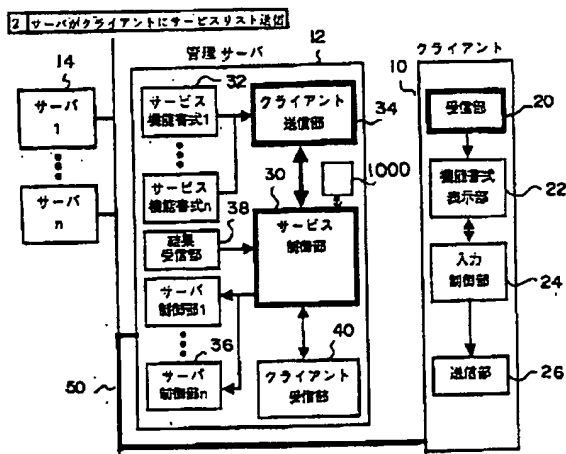 2 サーバがクライアントにサービスリスト送信
管理サーバ
12
クライアント
14
32
10
サーバ
1
サービス
機能書式1
クライアント
送信部
34
受信部
20
サーバ
n
サービス
機能書式n
30
1000
機能書式
表示部
22
38
結果
受信部
サービス
制御部
入力
制御部
24
サーバ
制御部1
36
40
サーバ
制御部n
クライアント
受信部
送信部
26
50